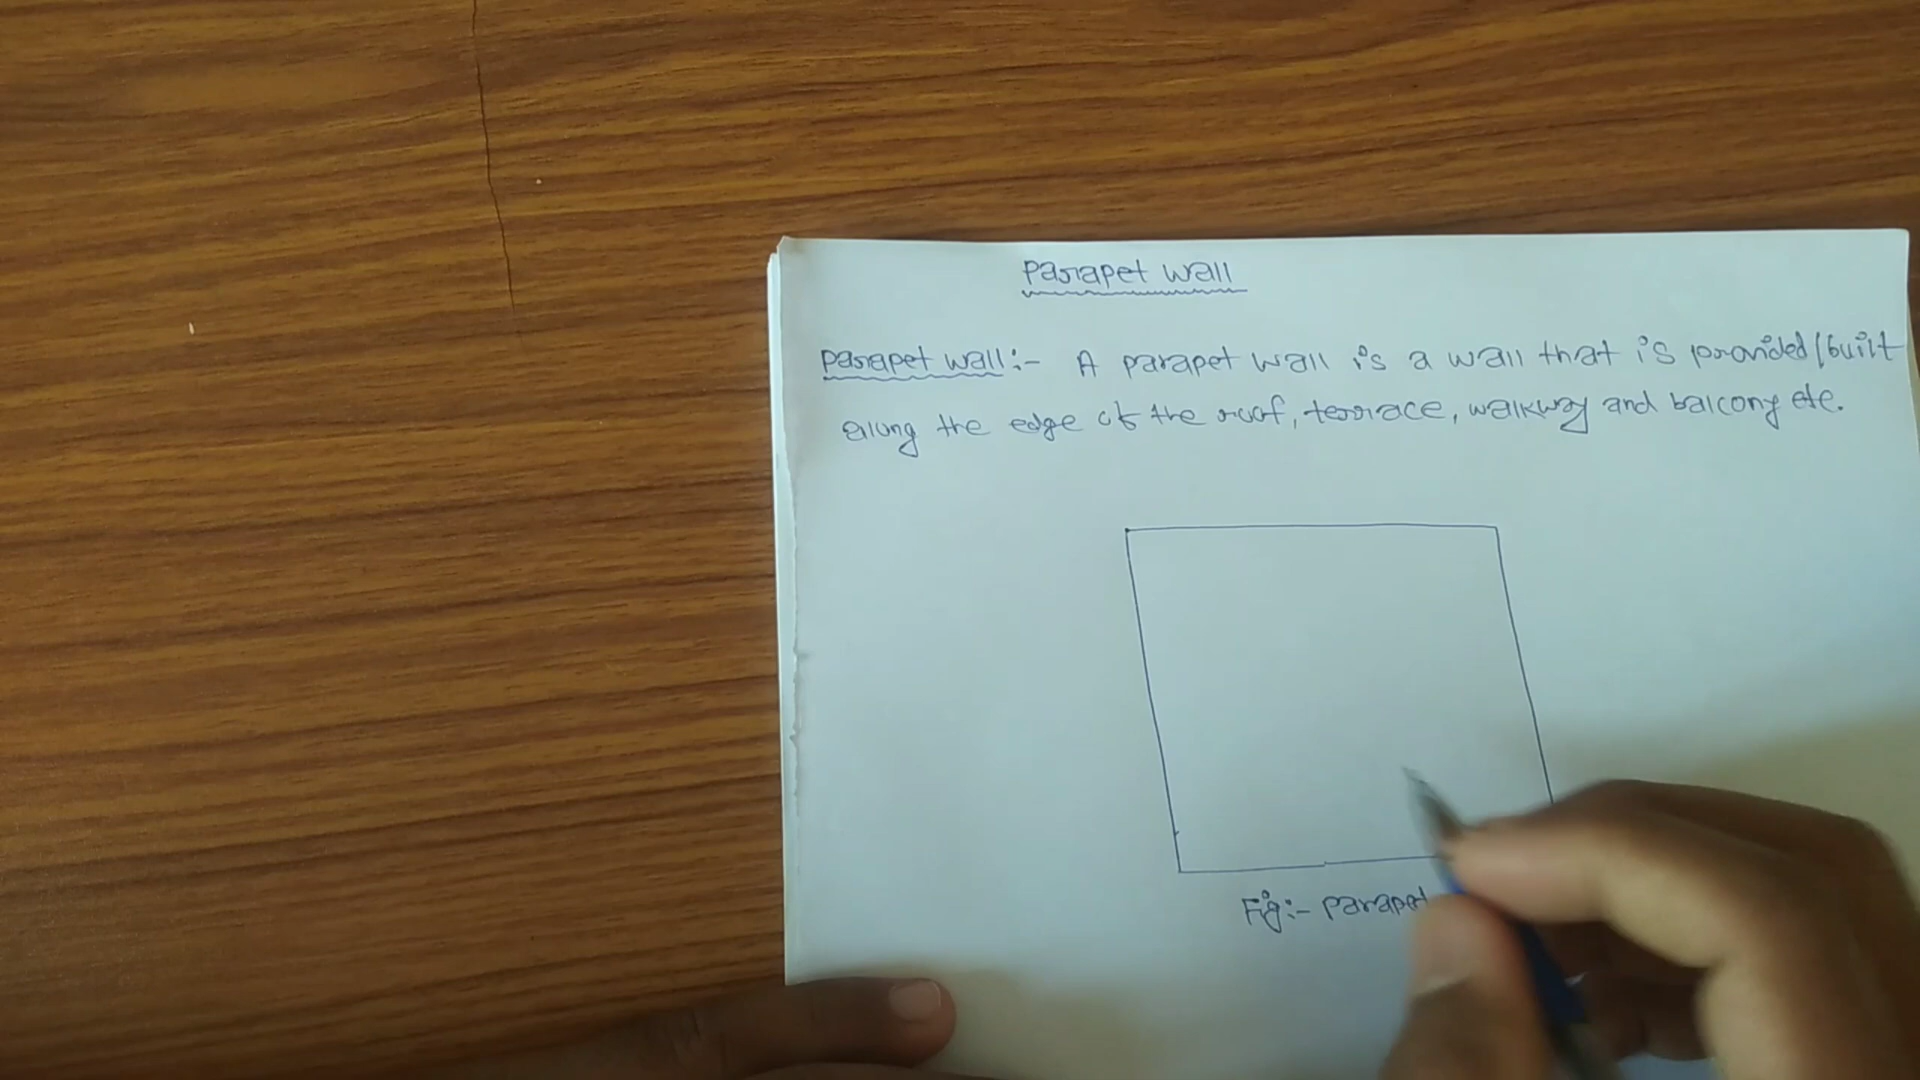 Parapet wall
Parapet wall:- A parapet wall is a wall that is provided/built
along the edge of the roof, terrace, walkway and balcony etc.
Fig:- Parapet